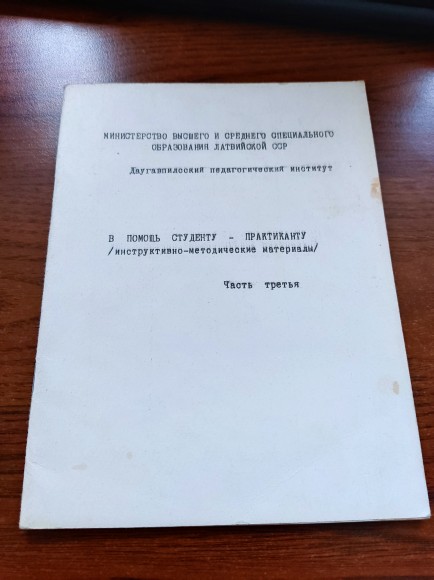 МИНИСТЕРСТВО ВЫСШЕГО И СРЕДНЕГО СПЕЦИАЛЬНОГО
ОБРАЗОВАНИЯ ЛАТВИЙСКОЙ ССР
Даугавпилсский педагогический институт
В ПОМОЩЬ СТУДЕНТУ - ПРАКТИКАНТУ
/инструктивно-методические материалы/
Часть третья